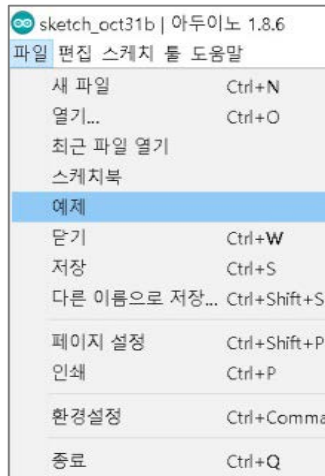 sketch_oct31b | 아두이노 1.8.6
파일 편집 스케치 툴 도움말
새 파일 Ctrl+N
열기... Ctrl+O
최근 파일 열기
스케치북
예제
닫기 Ctrl+W
저장 Ctrl+S
다른 이름으로 저장... Ctrl+Shift+S
페이지 설정 Ctrl+Shift+P
인쇄 Ctrl+P
환경설정 Ctrl+Comma
종료 Ctrl+Q